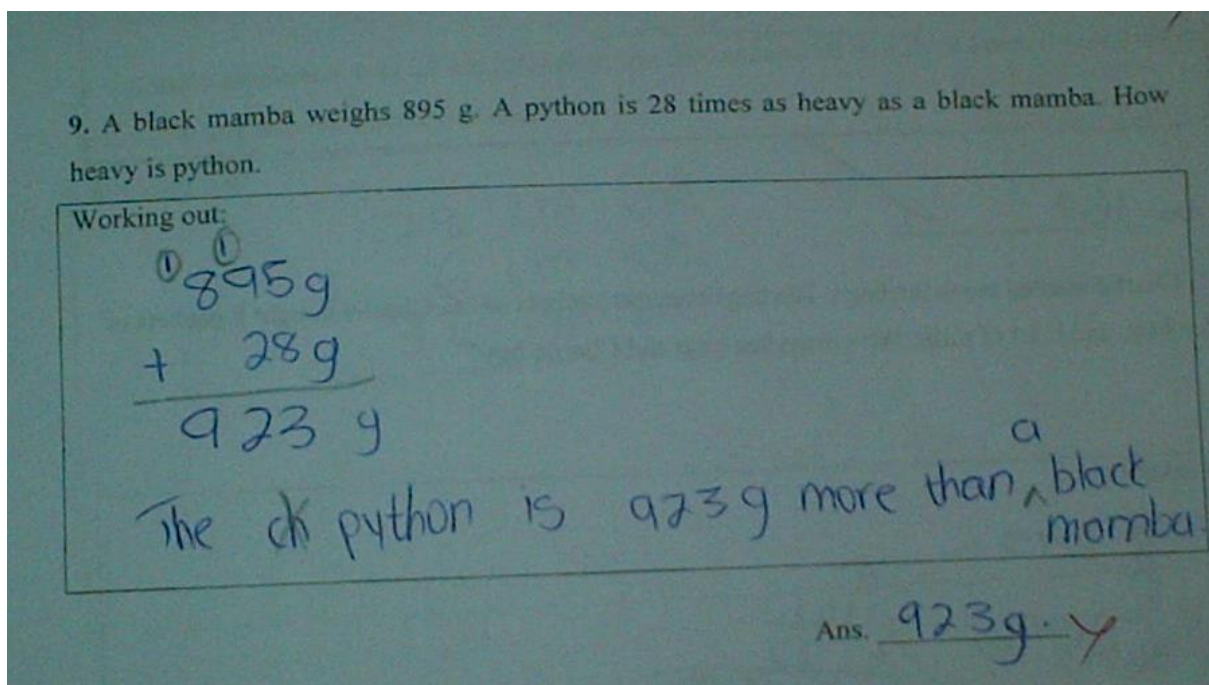 9. A black mamba weighs 895 g. A python is 28 times as heavy as a black mamba. How
heavy is python.
Working out:
1 1
895g
+ 28g
923 g
The python is 923g more than a black
mamba.
Ans. 923g.